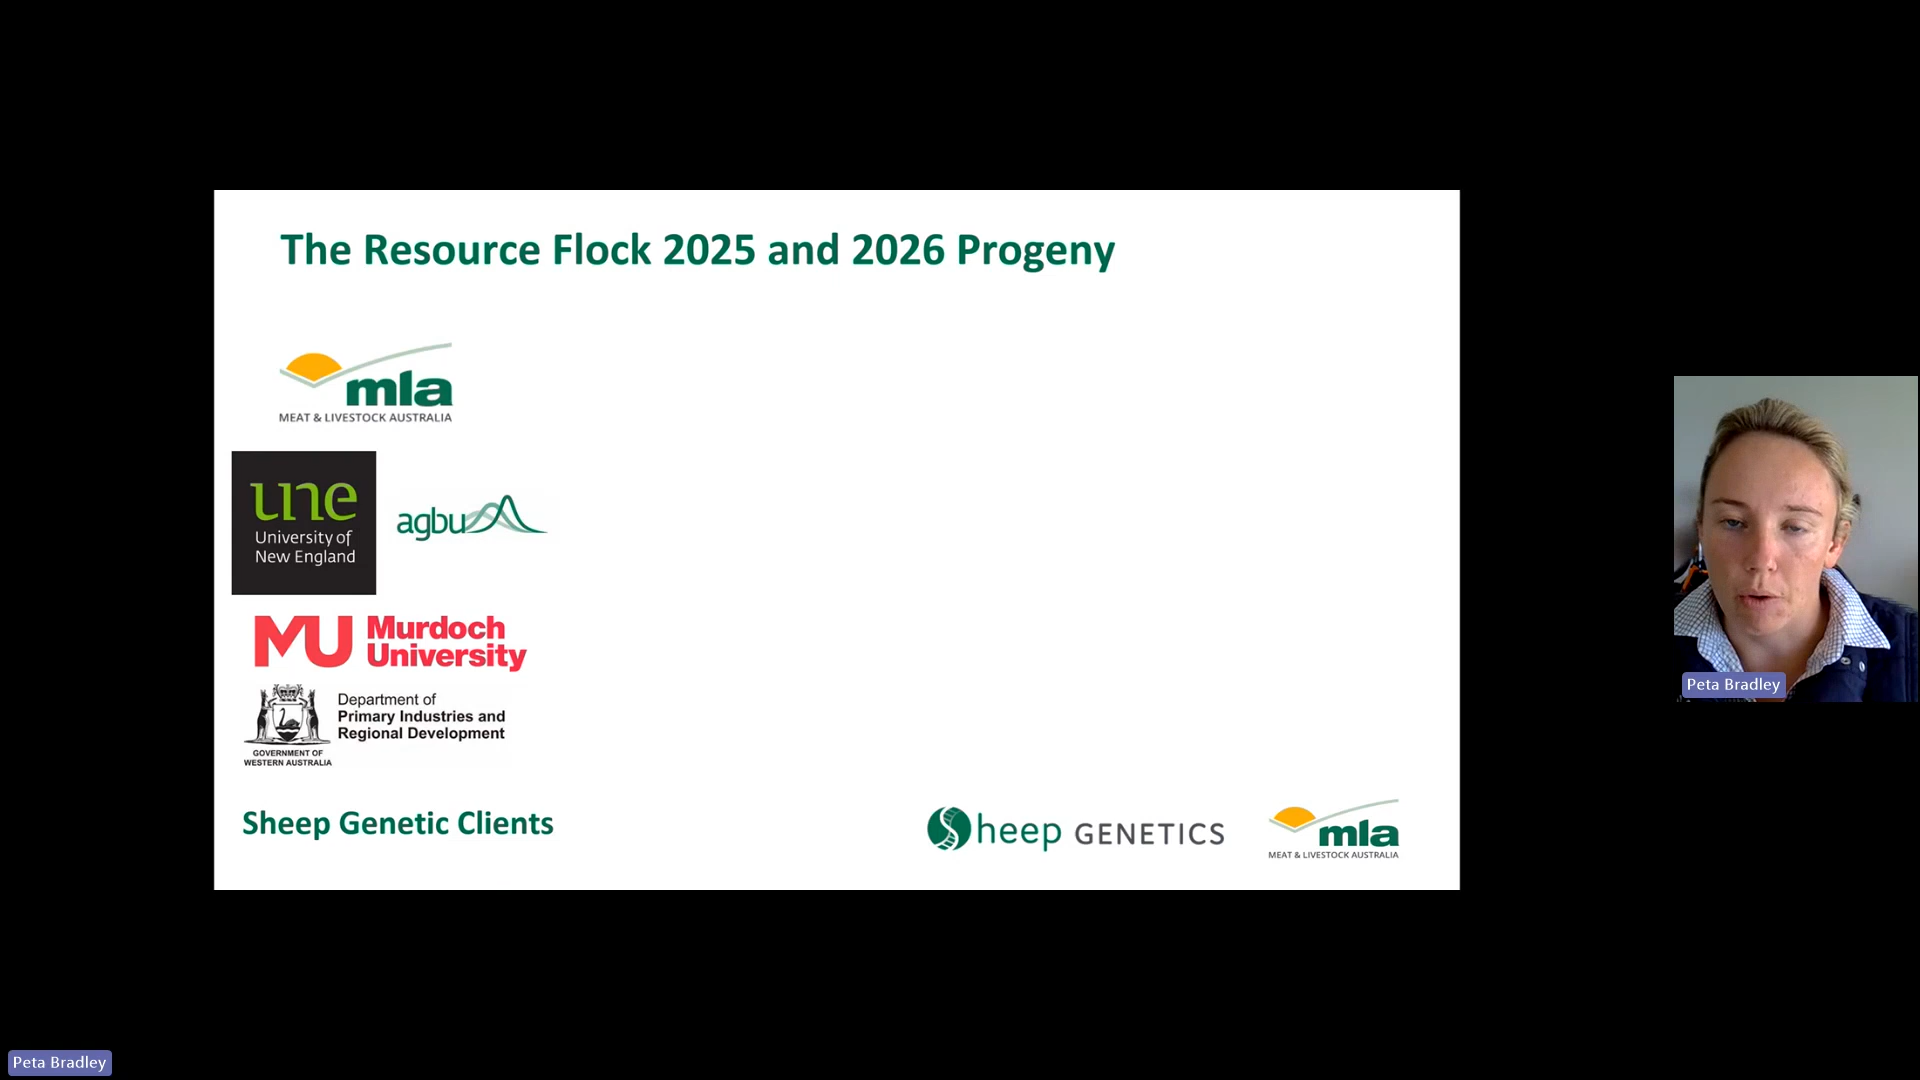 The Resource Flock 2025 and 2026 Progeny
mla
MEAT & LIVESTOCK AUSTRALIA
une
University of
New England
agbu
MU Murdoch
University
Department of
Primary Industries and
Regional Development
GOVERNMENT OF
WESTERN AUSTRALIA
Sheep Genetic Clients
Sheep GENETICS
mla
MEAT & LIVESTOCK AUSTRALIA
Peta Bradley
Peta Bradley